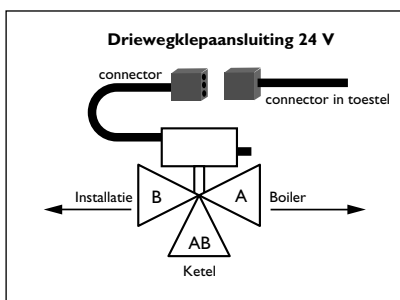 Driewegklepaansluiting 24 V
connector
connector in toestel
Installatie
B
A
Boiler
AB
Ketel